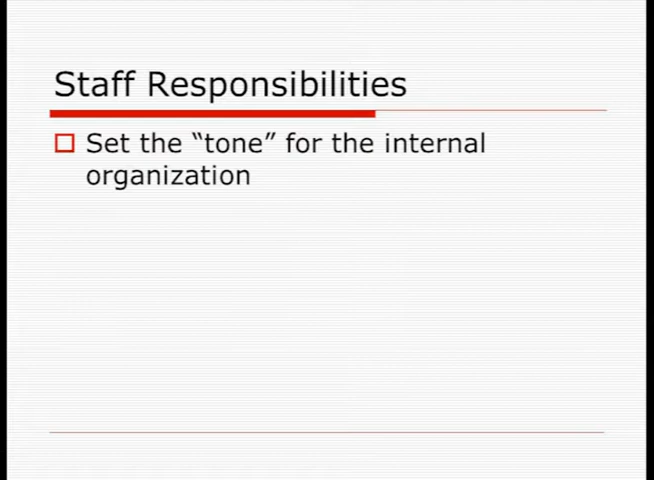 Staff Responsibilities
Set the “tone” for the internal
organization